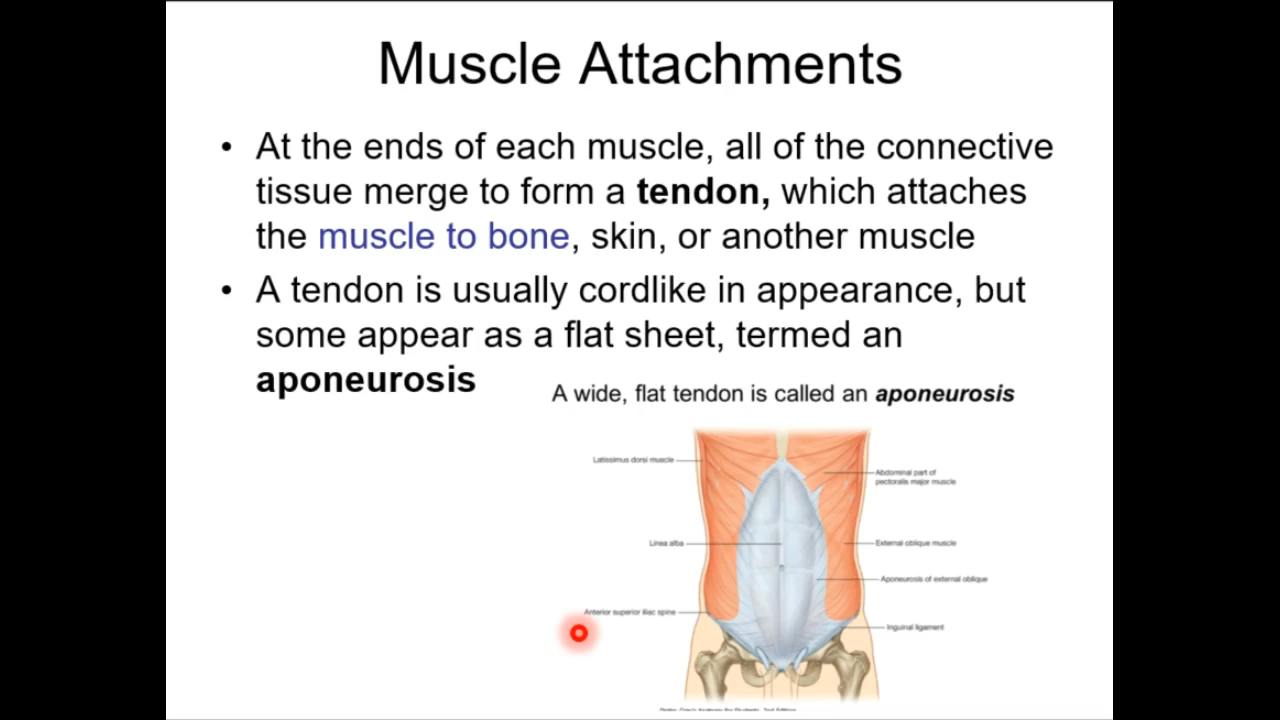 Muscle Attachments
• At the ends of each muscle, all of the connective
tissue merge to form a tendon, which attaches
the muscle to bone, skin, or another muscle
• A tendon is usually cordlike in appearance, but
some appear as a flat sheet, termed an
aponeurosis
A wide, flat tendon is called an aponeurosis
Latissimus dorsi muscle
Abdominal part of
pectoralis major muscle
Linea alba
External oblique muscle
Aponeurosis of external oblique
Anterior superior iliac spine
Inguinal ligament